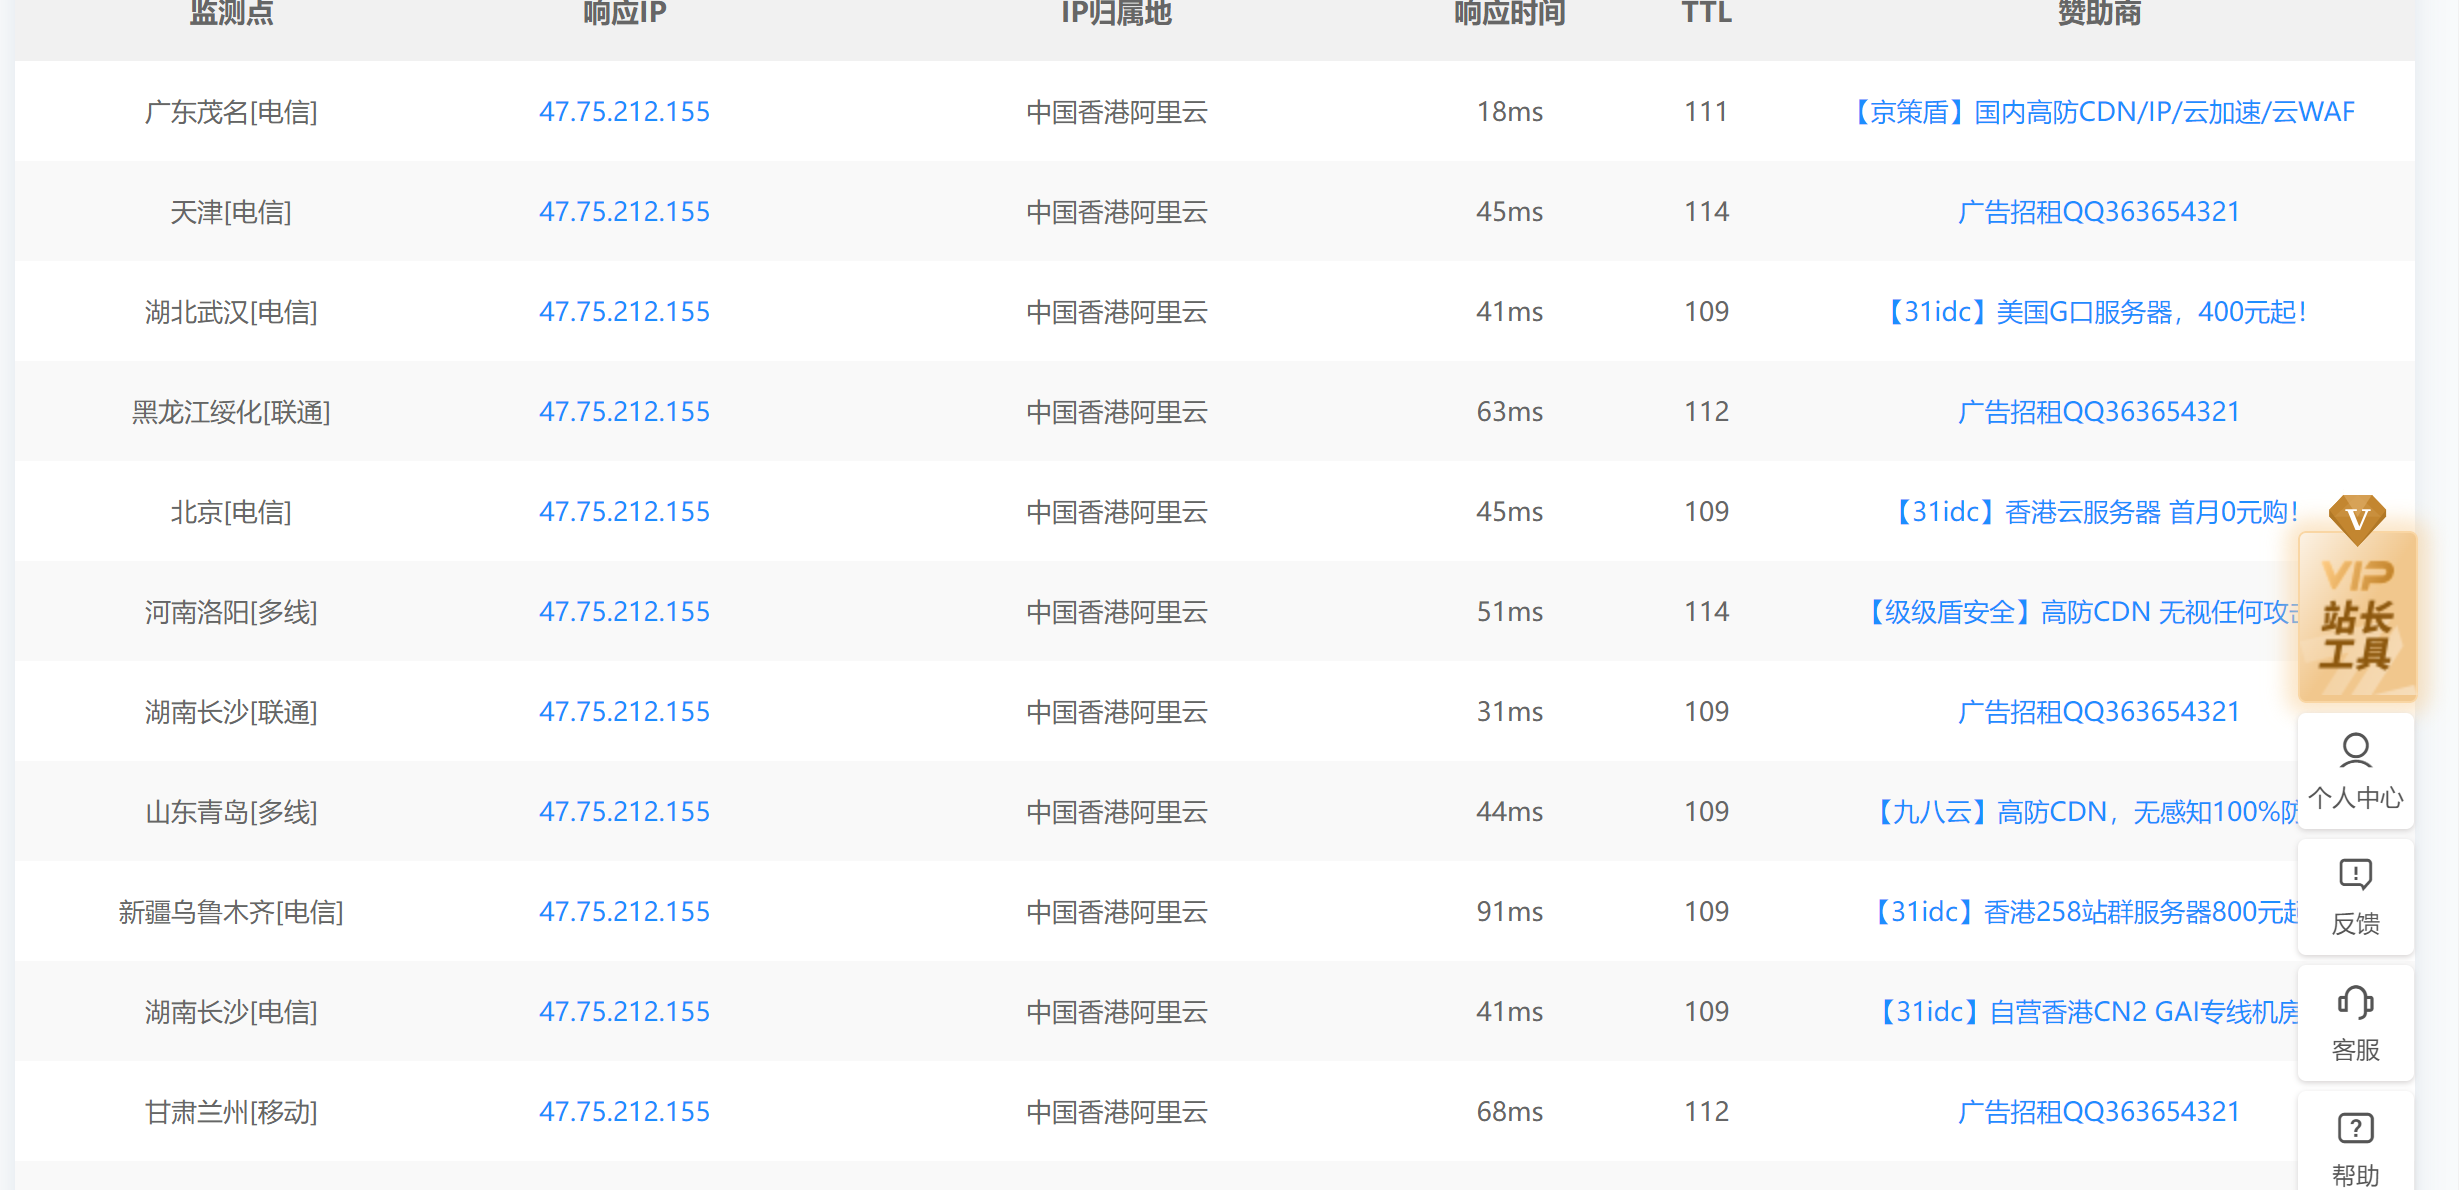 监测点 响应IP IP归属地 响应时间 TTL 赞助商
广东茂名[电信] 47.75.212.155 中国香港阿里云 18ms 111 【京策盾】国内高防CDN/IP/云加速/云WAF
天津[电信] 47.75.212.155 中国香港阿里云 45ms 114 广告招租QQ363654321
湖北武汉[电信] 47.75.212.155 中国香港阿里云 41ms 109 【31idc】美国G口服务器，400元起！
黑龙江绥化[联通] 47.75.212.155 中国香港阿里云 63ms 112 广告招租QQ363654321
北京[电信] 47.75.212.155 中国香港阿里云 45ms 109 【31idc】香港云服务器 首月0元购！
河南洛阳[多线] 47.75.212.155 中国香港阿里云 51ms 114 【级级盾安全】高防CDN 无视任何攻击
湖南长沙[联通] 47.75.212.155 中国香港阿里云 31ms 109 广告招租QQ363654321
山东青岛[多线] 47.75.212.155 中国香港阿里云 44ms 109 【九八云】高防CDN，无感知100%防
新疆乌鲁木齐[电信] 47.75.212.155 中国香港阿里云 91ms 109 【31idc】香港258站群服务器800元起
湖南长沙[电信] 47.75.212.155 中国香港阿里云 41ms 109 【31idc】自营香港CN2 GAI专线机房
甘肃兰州[移动] 47.75.212.155 中国香港阿里云 68ms 112 广告招租QQ363654321
V
VIP
站长
工具
个人中心
反馈
客服
帮助